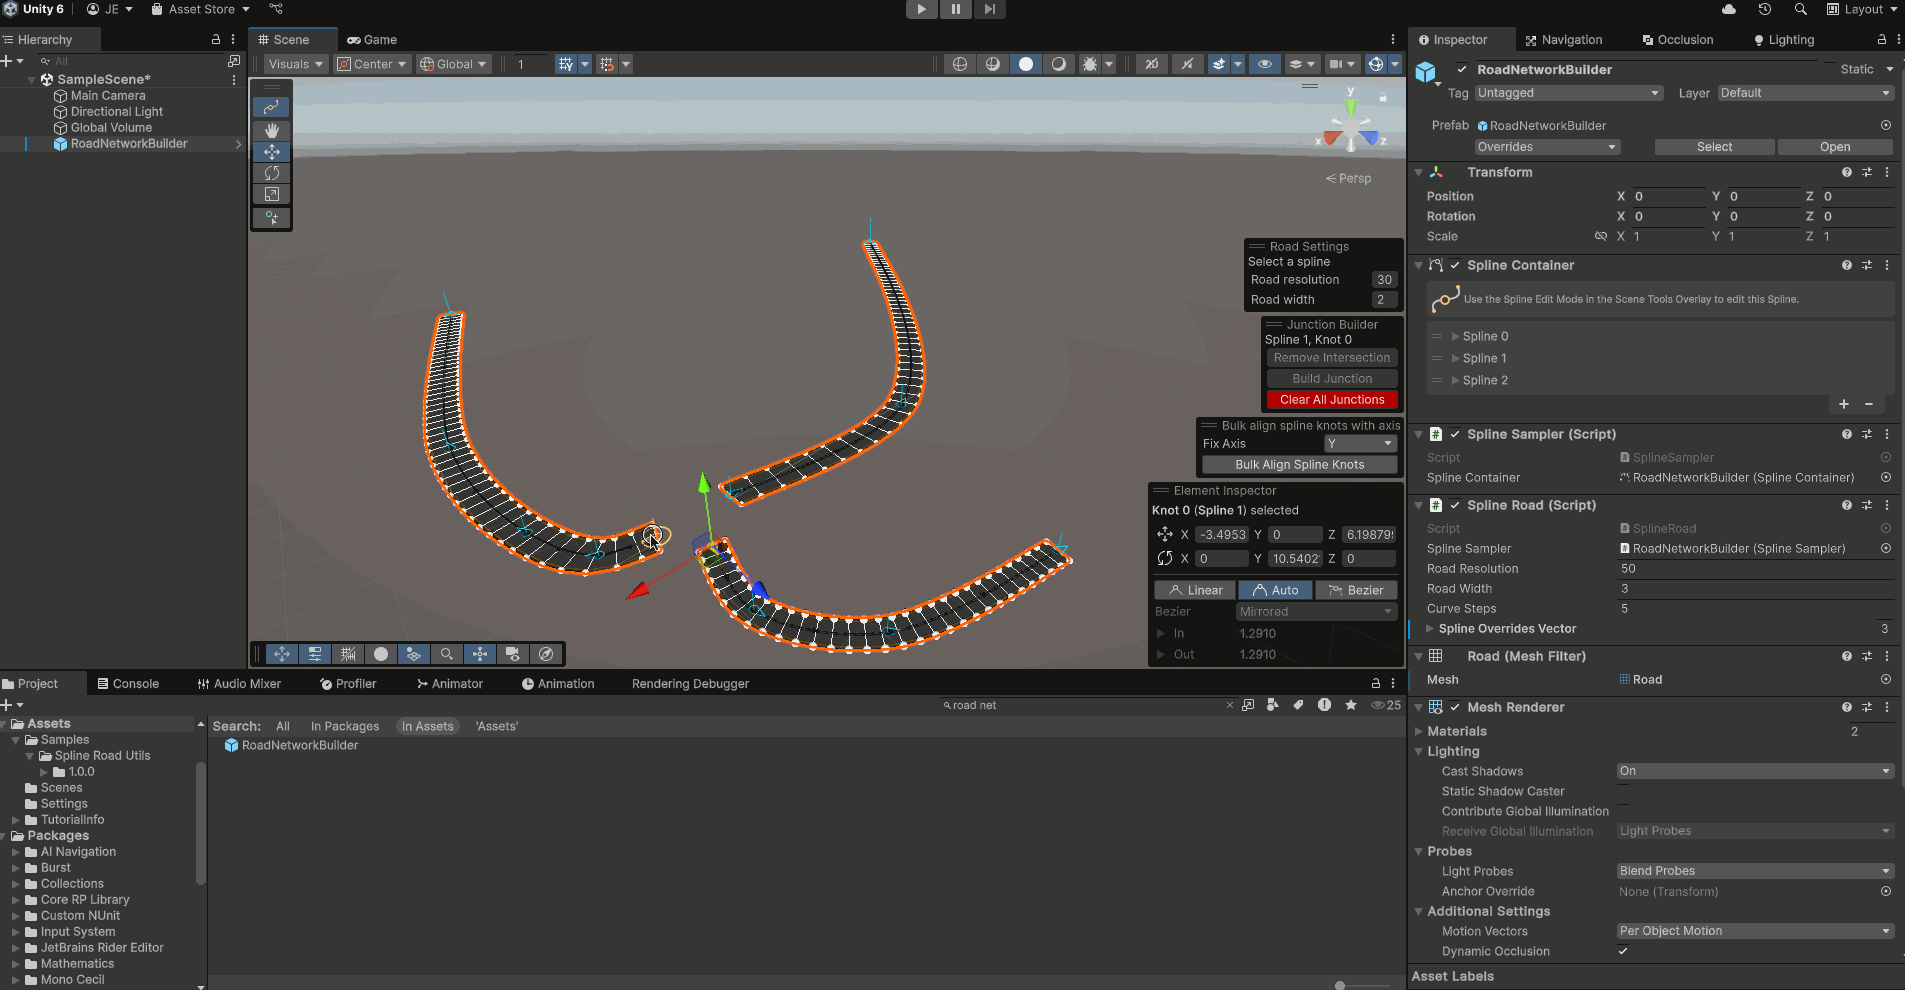 Unity 6 JE Asset Store Layout
Hierarchy
All
SampleScene*
Main Camera
Directional Light
Global Volume
RoadNetworkBuilder
Scene Game
Visuals Center Global 1 2D
y
x z
Persp
Road Settings
Select a spline
Road resolution 30
Road width 2
Junction Builder
Spline 1, Knot 0
Remove Intersection
Build Junction
Clear All Junctions
Bulk align spline knots with axis
Fix Axis Y
Bulk Align Spline Knots
Element Inspector
Knot 0 (Spline 1) selected
X -3.4953 Y 0 Z 6.198799
X 0 Y 10.5402 Z 0
Linear Auto Bezier
Bezier Mirrored
In 1.2910
Out 1.2910
Inspector Navigation Occlusion Lighting
RoadNetworkBuilder Static
Tag Untagged Layer Default
Prefab RoadNetworkBuilder
Overrides Select Open
Transform
Position X 0 Y 0 Z 0
Rotation X 0 Y 0 Z 0
Scale X 1 Y 1 Z 1
Spline Container
Use the Spline Edit Mode in the Scene Tools Overlay to edit this Spline.
Spline 0
Spline 1
Spline 2
Spline Sampler (Script)
Script SplineSampler
Spline Container RoadNetworkBuilder (Spline Container)
Spline Road (Script)
Script SplineRoad
Spline Sampler RoadNetworkBuilder (Spline Sampler)
Road Resolution 50
Road Width 3
Curve Steps 5
Spline Overrides Vector 3
Road (Mesh Filter)
Mesh Road
Mesh Renderer
Materials 2
Lighting
Cast Shadows On
Static Shadow Caster
Contribute Global Illumination
Receive Global Illumination Light Probes
Probes
Light Probes Blend Probes
Anchor Override None (Transform)
Additional Settings
Motion Vectors Per Object Motion
Dynamic Occlusion
Asset Labels
Project Console Audio Mixer Profiler Animator Animation Rendering Debugger
road net 25
Assets
Samples
Spline Road Utils
1.0.0
Scenes
Settings
TutorialInfo
Packages
AI Navigation
Burst
Collections
Core RP Library
Custom NUnit
Input System
JetBrains Rider Editor
Mathematics
Mono Cecil
Search: All In Packages In Assets 'Assets'
RoadNetworkBuilder